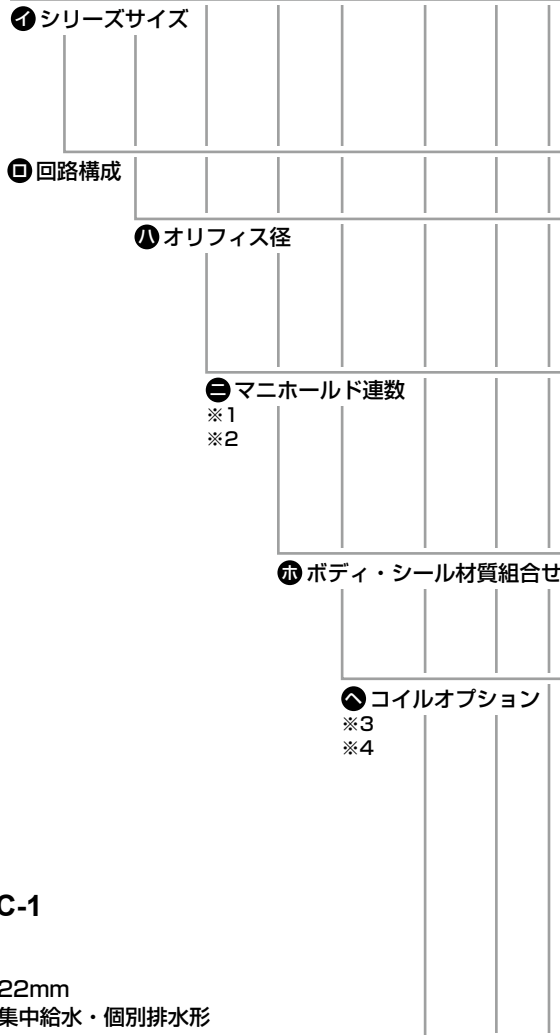 イ シリーズサイズ
ロ 回路構成
ハ オリフィス径
ニ マニホールド連数
※1
※2
ホ ボディ・シール材質組合せ
ヘ コイルオプション
※3
※4
C-1
22mm
集中給水・個別排水形